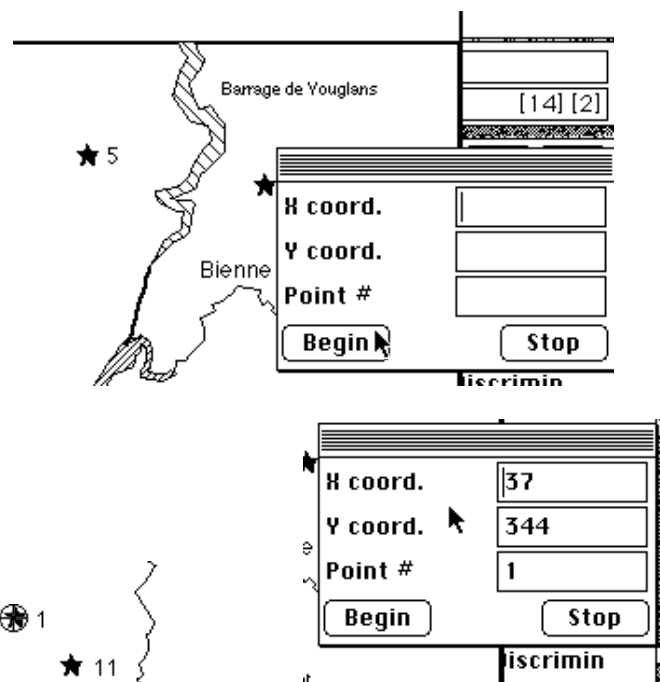 Barrage de Vouglans
[14] [2]
5
X coord.
Y coord.
Bienne
Point #
Begin
Stop
iscrimin
X coord.
37
Y coord.
344
Point #
1
Begin
Stop
1
11
iscrimin